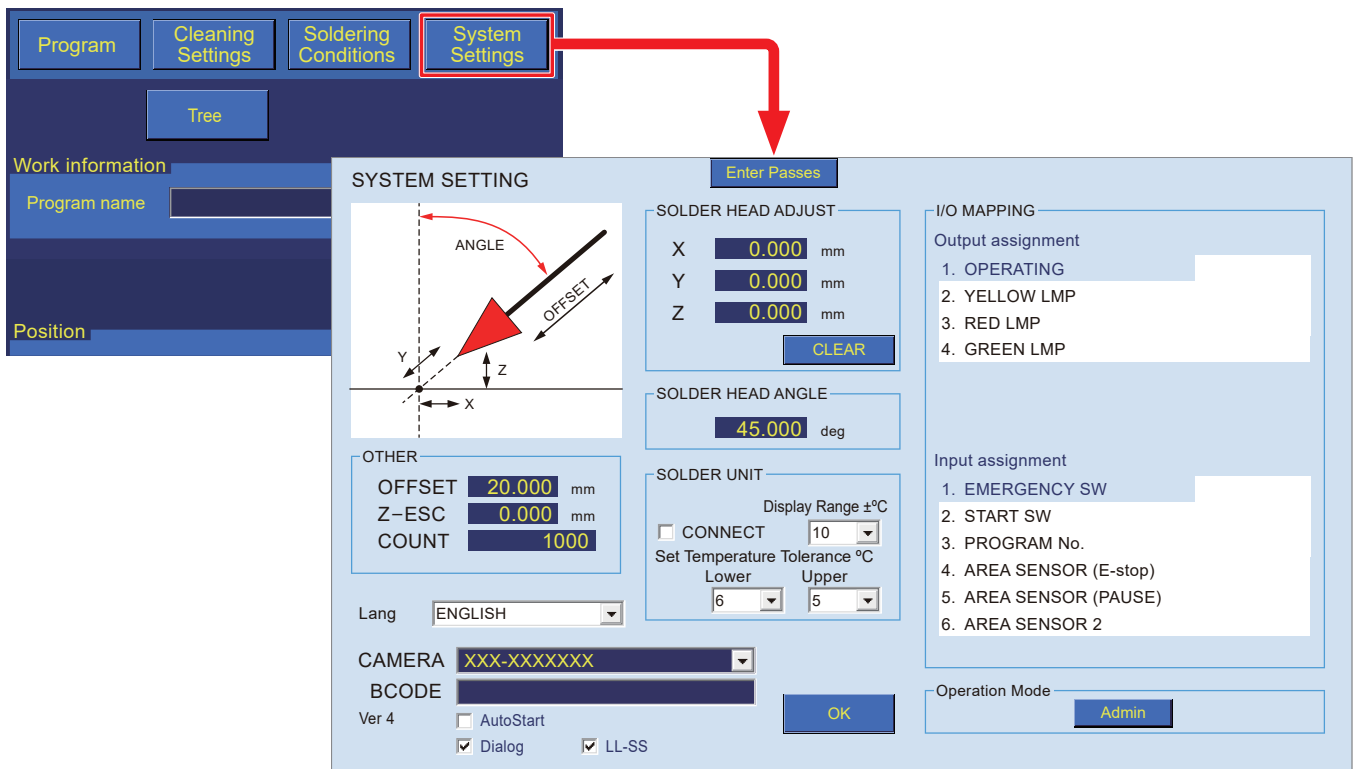 Program
Cleaning
Settings
Soldering
Conditions
System
Settings
Tree
Work information
Program name
Position
Enter Passes
SYSTEM SETTING
ANGLE
OFFSET
Y
Z
X
OTHER
OFFSET 20.000 mm
Z−ESC 0.000 mm
COUNT 1000
Lang ENGLISH
CAMERA XXX-XXXXXXX
BCODE
Ver 4 AutoStart
Dialog LL-SS
SOLDER HEAD ADJUST
X 0.000 mm
Y 0.000 mm
Z 0.000 mm
CLEAR
SOLDER HEAD ANGLE
45.000 deg
SOLDER UNIT
Display Range ±ºC
CONNECT 10
Set Temperature Tolerance ºC
Lower Upper
6 5
OK
I/O MAPPING
Output assignment
1. OPERATING
2. YELLOW LMP
3. RED LMP
4. GREEN LMP
Input assignment
1. EMERGENCY SW
2. START SW
3. PROGRAM No.
4. AREA SENSOR (E-stop)
5. AREA SENSOR (PAUSE)
6. AREA SENSOR 2
Operation Mode
Admin